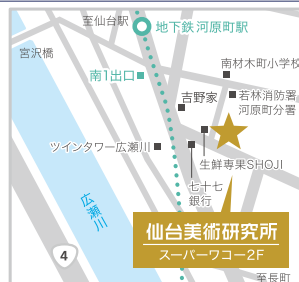 至仙台駅
地下鉄 河原町駅
宮沢橋
南材木町小学校
南1出口
若林消防署
河原町分署
吉野家
ツインタワー広瀬川
生鮮専果SHOJI
七十七
銀行
広瀬川
仙台美術研究所
スーパーワコー2F
4
至長町